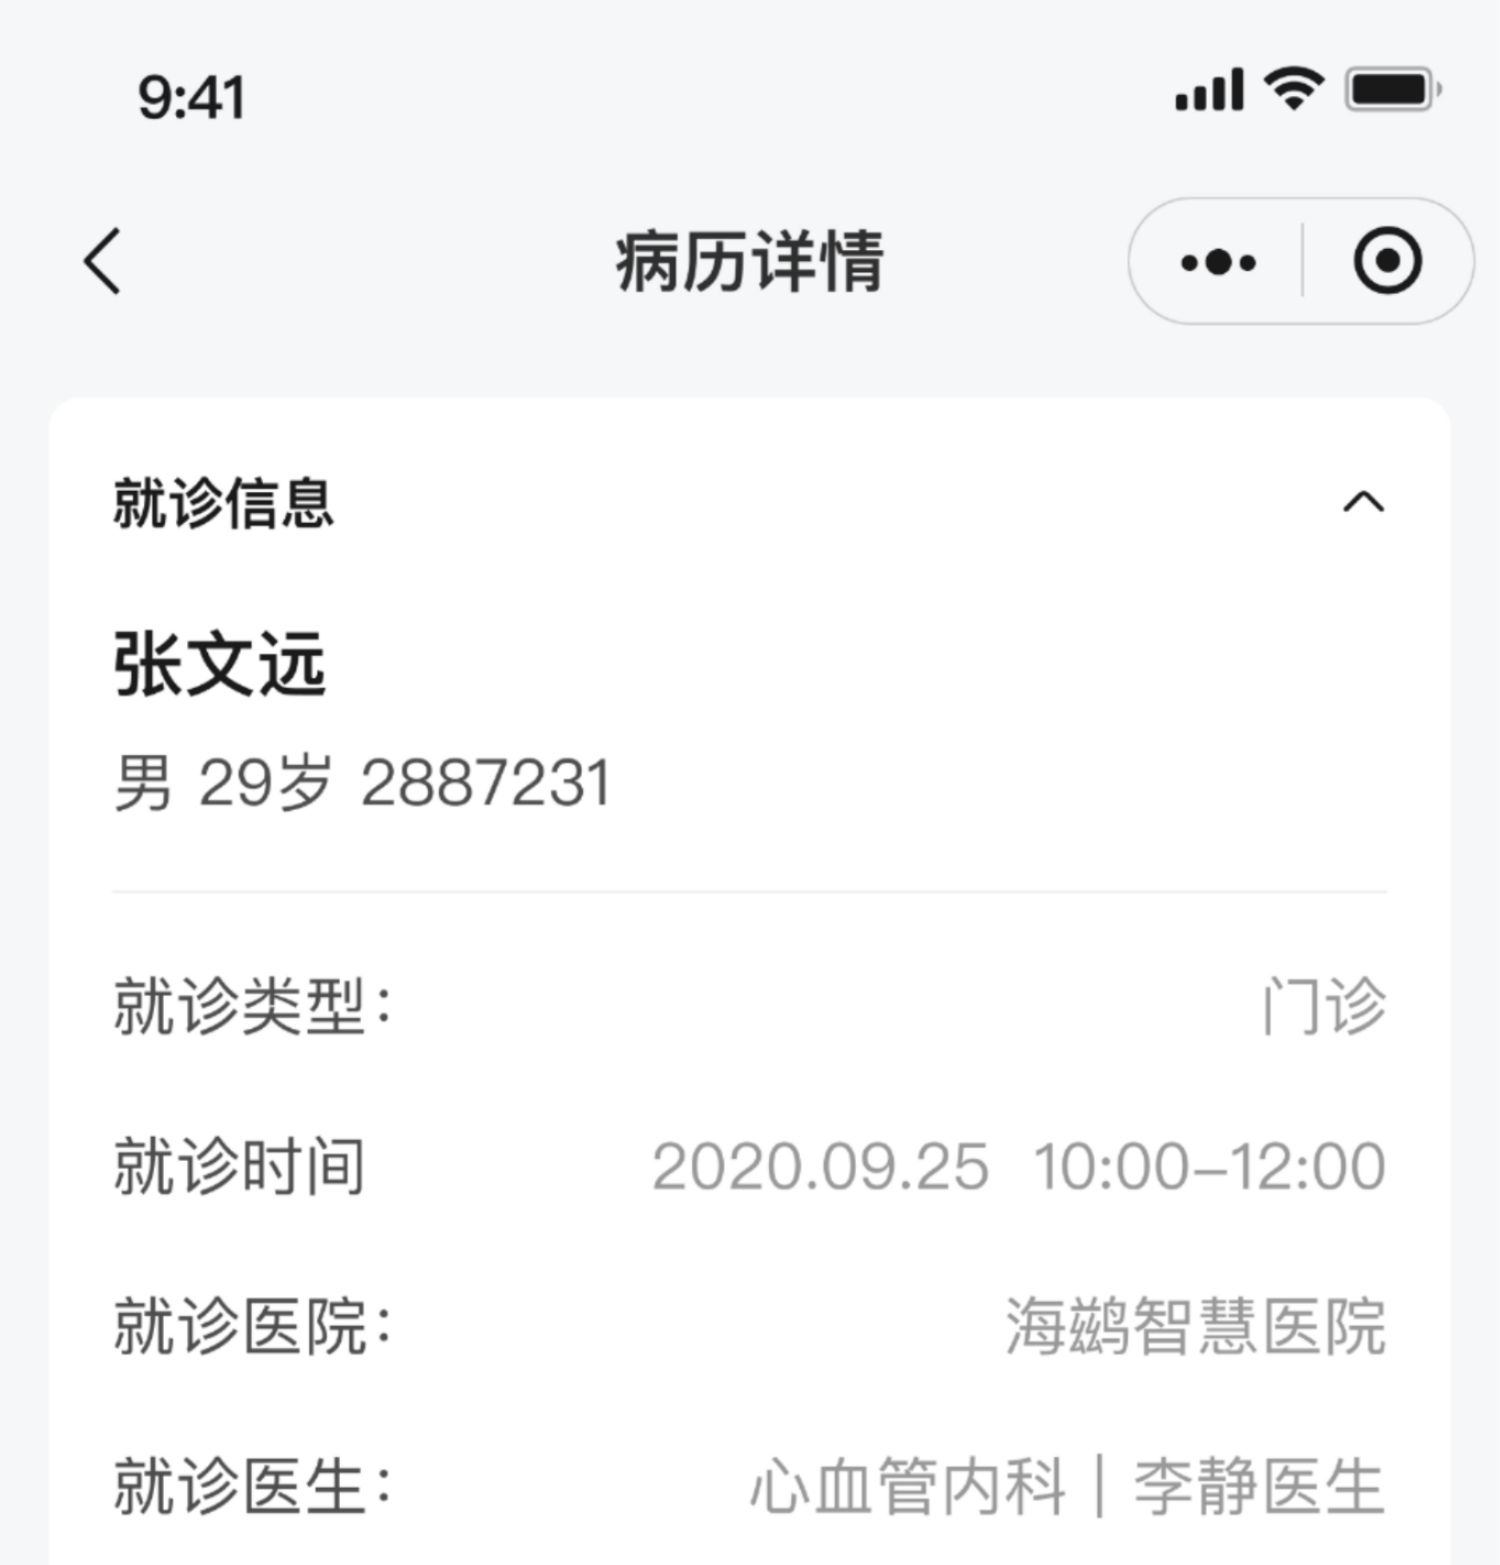 9:41
病历详情
就诊信息
张文远
男 29岁 2887231
就诊类型：
门诊
就诊时间
2020.09.25 10:00–12:00
就诊医院：
海鹚智慧医院
就诊医生：
心血管内科｜李静医生